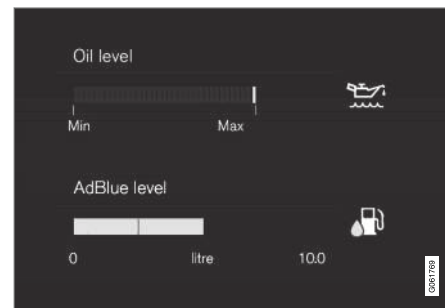 Oil level
Min Max
AdBlue level
0 litre 10.0
G061769